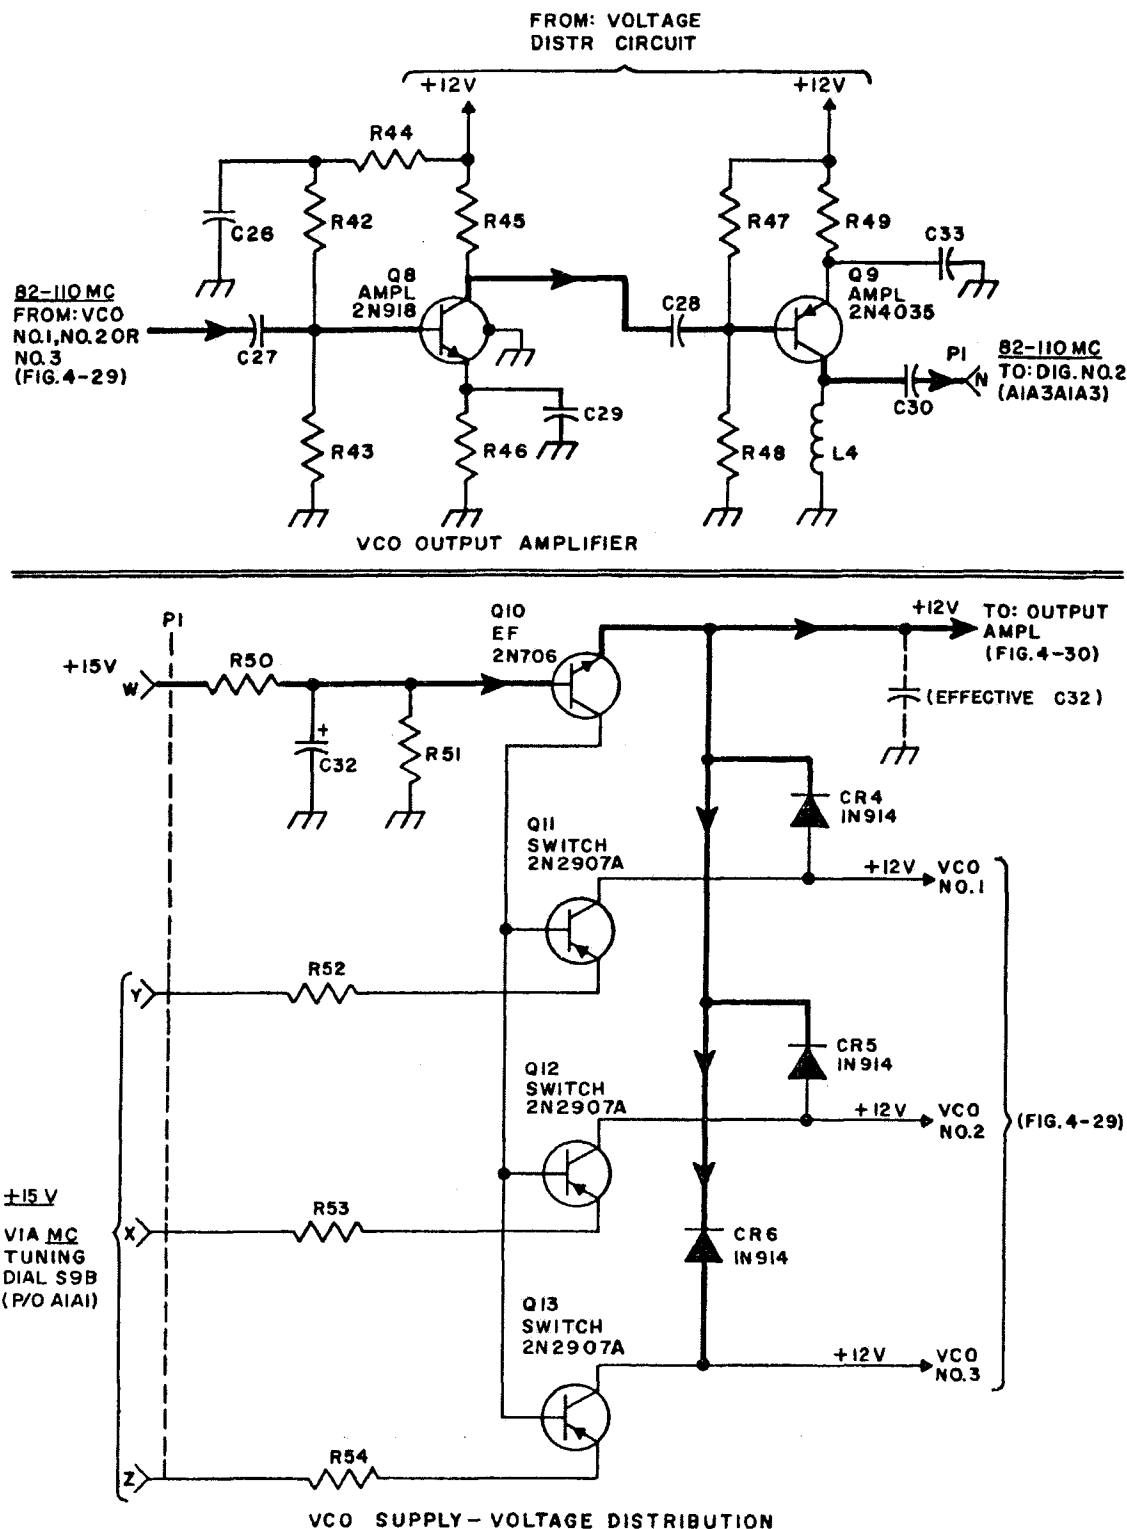 FROM: VOLTAGE
DISTR CIRCUIT
+12V
+12V
R44
R42
R45
R47
R49
C26
C33
Q8
AMPL
2N918
Q9
AMPL
2N4035
82-110 MC
FROM: VCO
NO.1, NO.2 OR
NO.3
(FIG. 4-29)
C27
C28
P1
N
82-110 MC
TO: DIG. NO.2
(A1A3A1A3)
C30
C29
R43
R46
R48
L4
VCO OUTPUT AMPLIFIER
P1
Q10
EF
2N706
+12V
TO: OUTPUT
AMPL
(FIG. 4-30)
+15V
W
R50
(EFFECTIVE C32)
+
C32
R51
CR4
IN914
Q11
SWITCH
2N2907A
+12V
VCO
NO.1
R52
Y
CR5
IN914
Q12
SWITCH
2N2907A
+12V
VCO
NO.2
(FIG. 4-29)
+15 V
VIA MC
TUNING
DIAL S9B
(P/O A1A1)
X
R53
CR6
IN914
Q13
SWITCH
2N2907A
+12V
VCO
NO.3
R54
Z
VCO SUPPLY-VOLTAGE DISTRIBUTION